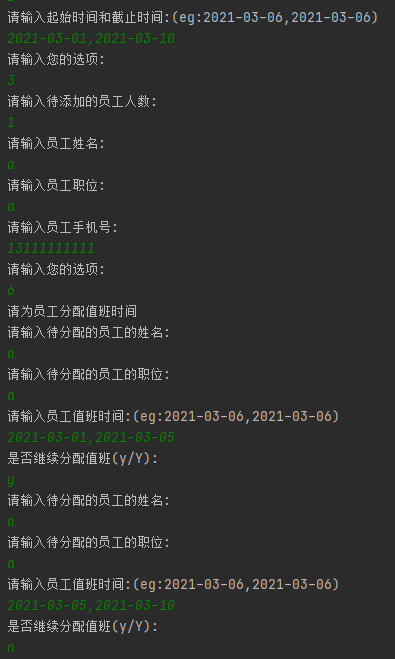 请输入起始时间和截止时间:(eg:2021-03-06,2021-03-06)
2021-03-01,2021-03-10
请输入您的选项:
3
请输入待添加的员工人数:
1
请输入员工姓名:
a
请输入员工职位:
a
请输入员工手机号:
13111111111
请输入您的选项:
6
请为员工分配值班时间
请输入待分配的员工的姓名:
a
请输入待分配的员工的职位:
a
请输入员工值班时间:(eg:2021-03-06,2021-03-06)
2021-03-01,2021-03-05
是否继续分配值班(y/Y):
y
请输入待分配的员工的姓名:
a
请输入待分配的员工的职位:
a
请输入员工值班时间:(eg:2021-03-06,2021-03-06)
2021-03-05,2021-03-10
是否继续分配值班(y/Y):
n